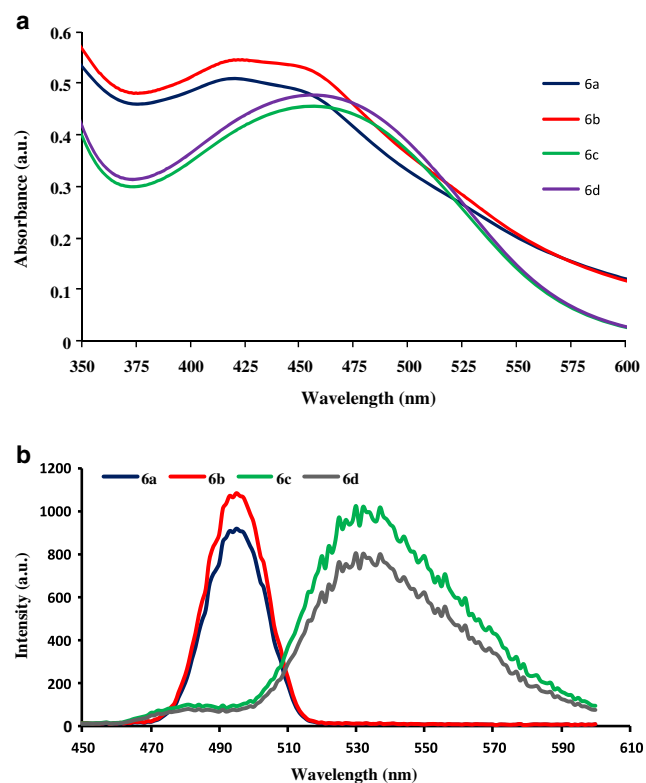 a
0.6
0.5
0.4
0.3
0.2
0.1
0
Absorbance (a.u.)
6a
6b
6c
6d
350 375 400 425 450 475 500 525 550 575 600
Wavelength (nm)
b
1200
1000
800
600
400
200
0
Intensity (a.u.)
6a 6b 6c 6d
450 470 490 510 530 550 570 590 610
Wavelength (nm)